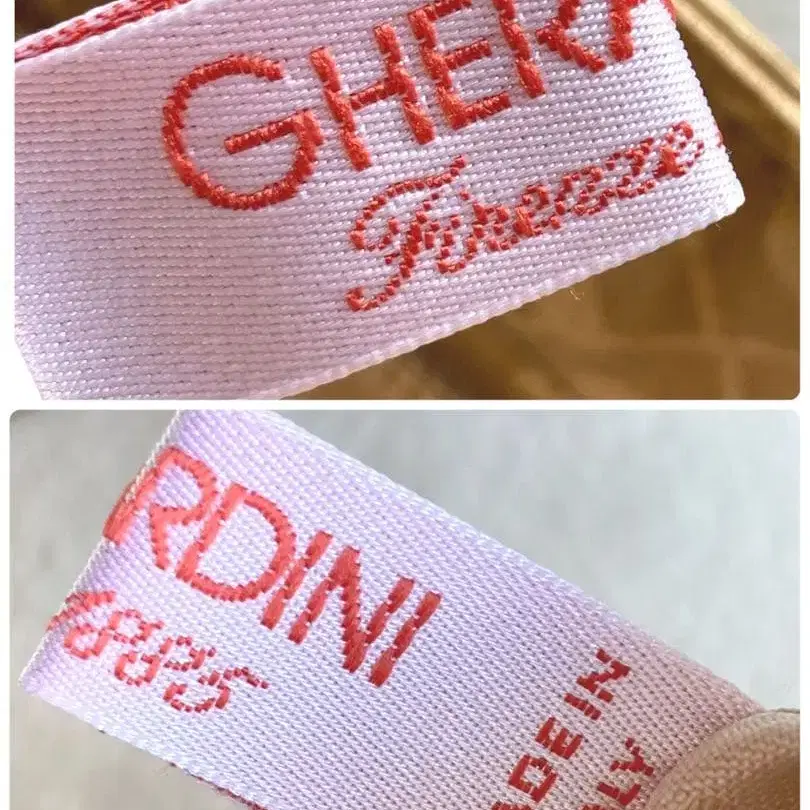 GHERA
Firenze
RDINI
1885
MADE IN
ITALY